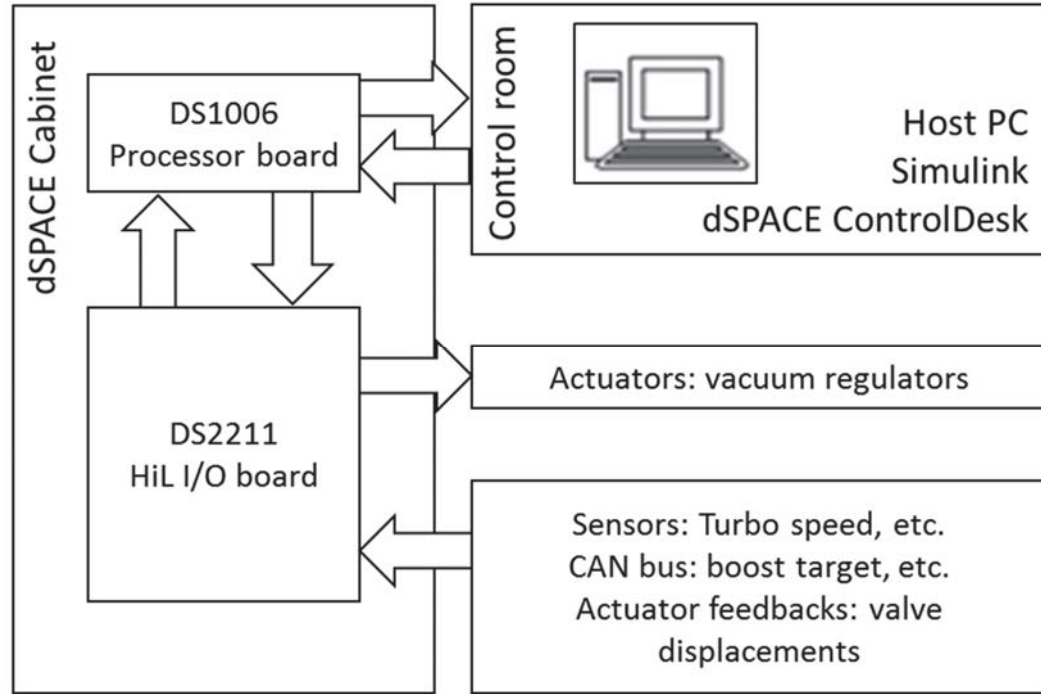 dSPACE Cabinet
DS1006
Processor board
DS2211
HiL I/O board
Control room
Host PC
Simulink
dSPACE ControlDesk
Actuators: vacuum regulators
Sensors: Turbo speed, etc.
CAN bus: boost target, etc.
Actuator feedbacks: valve
displacements